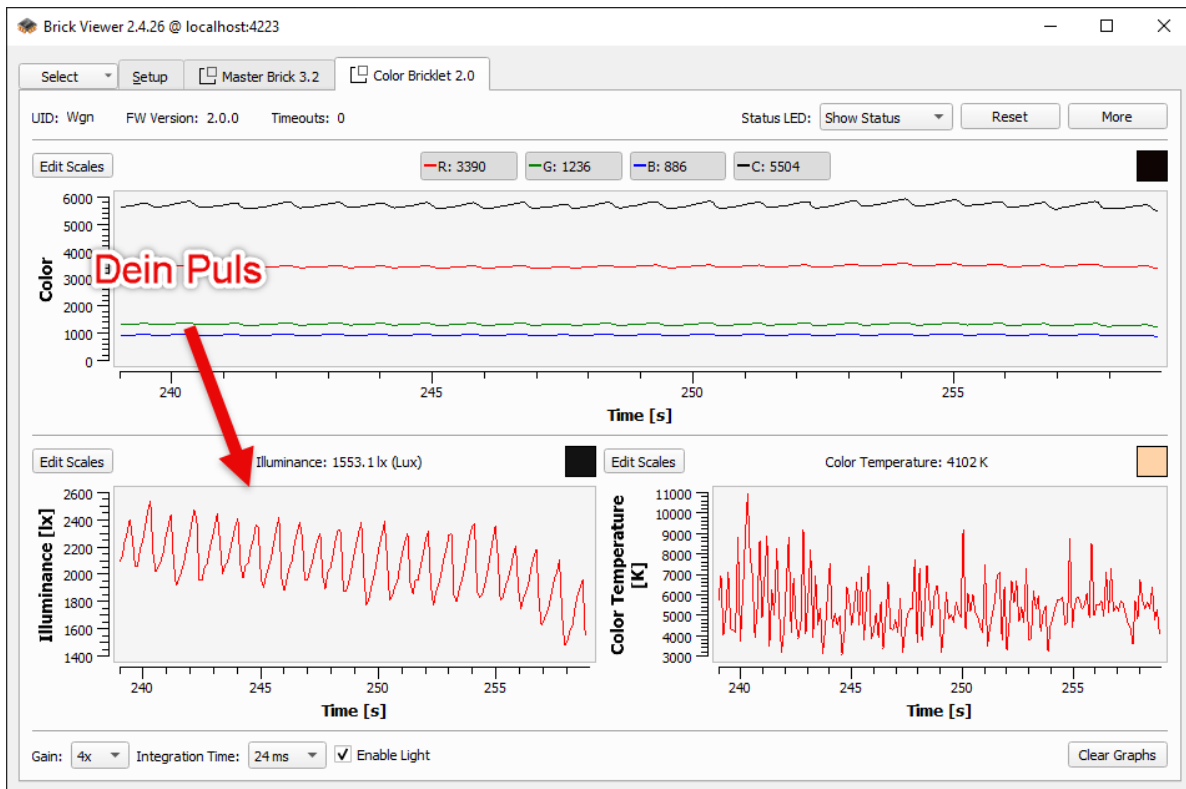 Brick Viewer 2.4.26 @ localhost:4223
Select Setup Master Brick 3.2 Color Bricklet 2.0
UID: Wgn FW Version: 2.0.0 Timeouts: 0 Status LED: Show Status Reset More
Edit Scales R: 3390 G: 1236 B: 886 C: 5504
6000
5000
4000
3000
2000
1000
0
Color
Dein Puls
240 245 250 255
Time [s]
Edit Scales Illuminance: 1553.1 lx (Lux)
2600
2400
2200
2000
1800
1600
1400
Illuminance [lx]
240 245 250 255
Time [s]
Edit Scales Color Temperature: 4102 K
11000
10000
9000
8000
7000
6000
5000
4000
3000
Color Temperature
[K]
240 245 250 255
Time [s]
Gain: 4x Integration Time: 24 ms Enable Light Clear Graphs